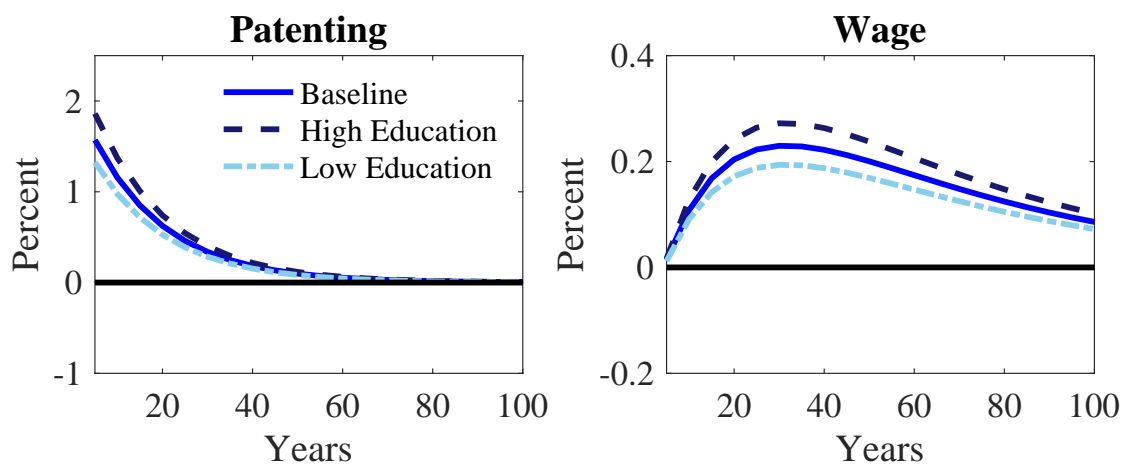 Patenting
2
1
0
-1
Percent
Baseline
High Education
Low Education
20 40 60 80 100
Years
Wage
0.4
0.2
0
-0.2
Percent
20 40 60 80 100
Years